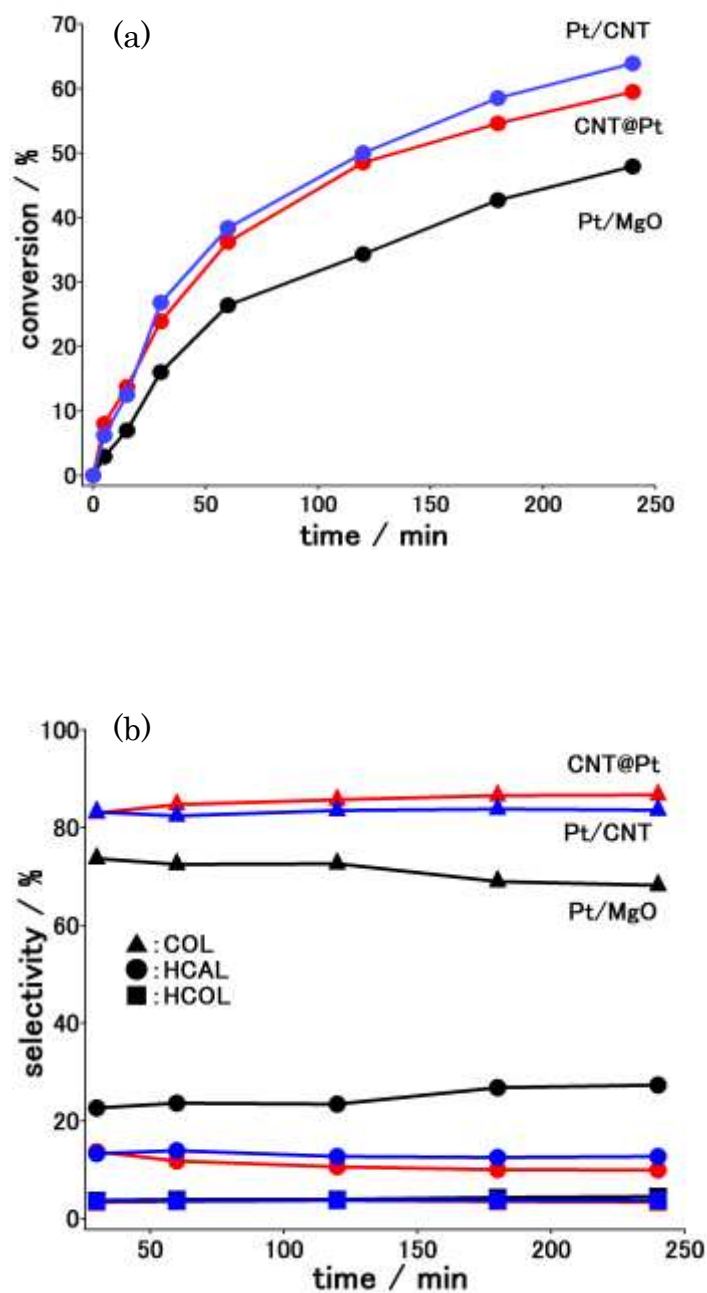 (a)
Pt/CNT
CNT@Pt
Pt/MgO
conversion / %
70
60
50
40
30
20
10
0
0 50 100 150 200 250
time / min
(b)
CNT@Pt
Pt/CNT
Pt/MgO
▲:COL
●:HCAL
■:HCOL
selectivity / %
100
80
60
40
20
0
50 100 150 200 250
time / min